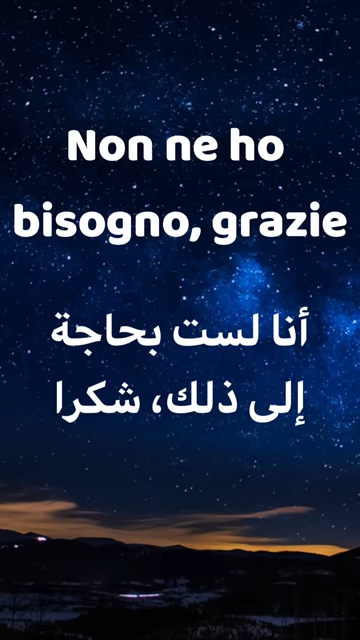 Non ne ho
bisogno, grazie
أنا لست بحاجة
إلى ذلك، شكرا